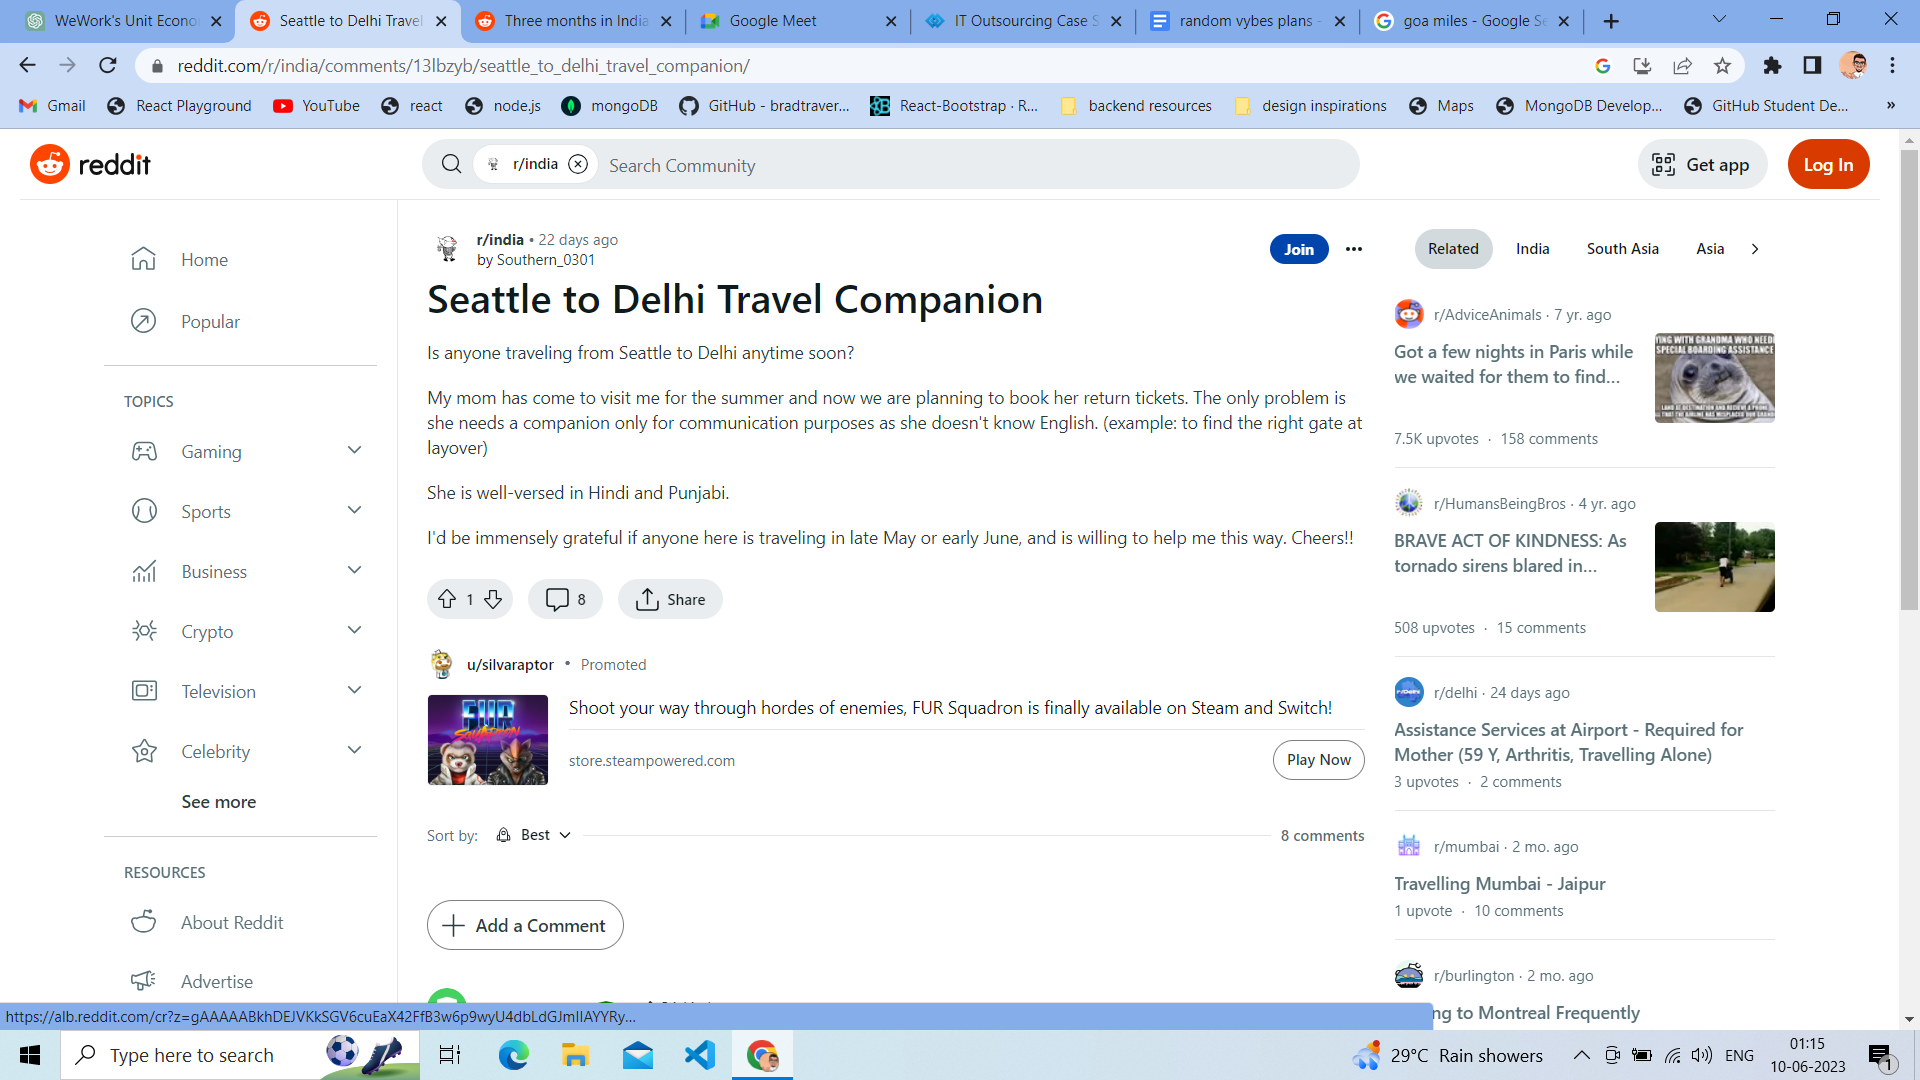 WeWork's Unit Econo
Seattle to Delhi Travel
Three months in India
Google Meet
IT Outsourcing Case S
random vybes plans -
goa miles - Google Se
reddit.com/r/india/comments/13lbzyb/seattle_to_delhi_travel_companion/
Gmail
React Playground
YouTube
react
node.js
mongoDB
GitHub - bradtraver...
React-Bootstrap · R...
backend resources
design inspirations
Maps
MongoDB Develop...
GitHub Student De...
»
reddit
r/india
Search Community
Get app
Log In
Home
Popular
TOPICS
Gaming
Sports
Business
Crypto
Television
Celebrity
See more
RESOURCES
About Reddit
Advertise
r/india • 22 days ago
by Southern_0301
Join
Seattle to Delhi Travel Companion
Is anyone traveling from Seattle to Delhi anytime soon?
My mom has come to visit me for the summer and now we are planning to book her return tickets. The only problem is
she needs a companion only for communication purposes as she doesn't know English. (example: to find the right gate at
layover)
She is well-versed in Hindi and Punjabi.
I'd be immensely grateful if anyone here is traveling in late May or early June, and is willing to help me this way. Cheers!!
1
8
Share
u/silvaraptor • Promoted
FUR
SQUADRON
Shoot your way through hordes of enemies, FUR Squadron is finally available on Steam and Switch!
store.steampowered.com
Play Now
Sort by:
Best
8 comments
Add a Comment
Related
India
South Asia
Asia
r/AdviceAnimals · 7 yr. ago
Got a few nights in Paris while
we waited for them to find...
YING WITH GRANDMA WHO NEED
SPECIAL BOARDING ASSISTANCE
7.5K upvotes · 158 comments
r/HumansBeingBros · 4 yr. ago
BRAVE ACT OF KINDNESS: As
tornado sirens blared in...
508 upvotes · 15 comments
r/delhi · 24 days ago
Assistance Services at Airport - Required for
Mother (59 Y, Arthritis, Travelling Alone)
3 upvotes · 2 comments
r/mumbai · 2 mo. ago
Travelling Mumbai - Jaipur
1 upvote · 10 comments
r/burlington · 2 mo. ago
ng to Montreal Frequently
Type here to search
29°C Rain showers
ENG
01:15
10-06-2023
1